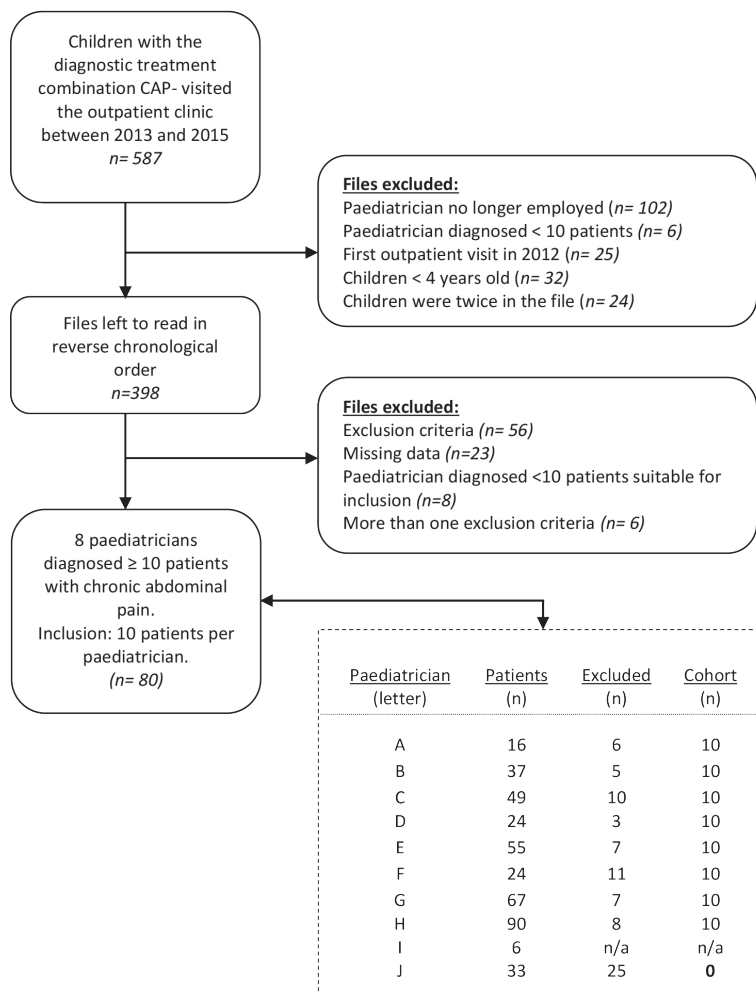 Children with the
diagnostic treatment
combination CAP- visited
the outpatient clinic
between 2013 and 2015
n= 587
Files excluded:
Paediatrician no longer employed (n= 102)
Paediatrician diagnosed < 10 patients (n= 6)
First outpatient visit in 2012 (n= 25)
Children < 4 years old (n= 32)
Children were twice in the file (n= 24)
Files left to read in
reverse chronological
order
n=398
Files excluded:
Exclusion criteria (n= 56)
Missing data (n=23)
Paediatrician diagnosed <10 patients suitable for
inclusion (n=8)
More than one exclusion criteria (n= 6)
8 paediatricians
diagnosed ≥ 10 patients
with chronic abdominal
pain.
Inclusion: 10 patients per
paediatrician.
(n= 80)
Paediatrician Patients Excluded Cohort
(letter) (n) (n) (n)
A 16 6 10
B 37 5 10
C 49 10 10
D 24 3 10
E 55 7 10
F 24 11 10
G 67 7 10
H 90 8 10
I 6 n/a n/a
J 33 25 0